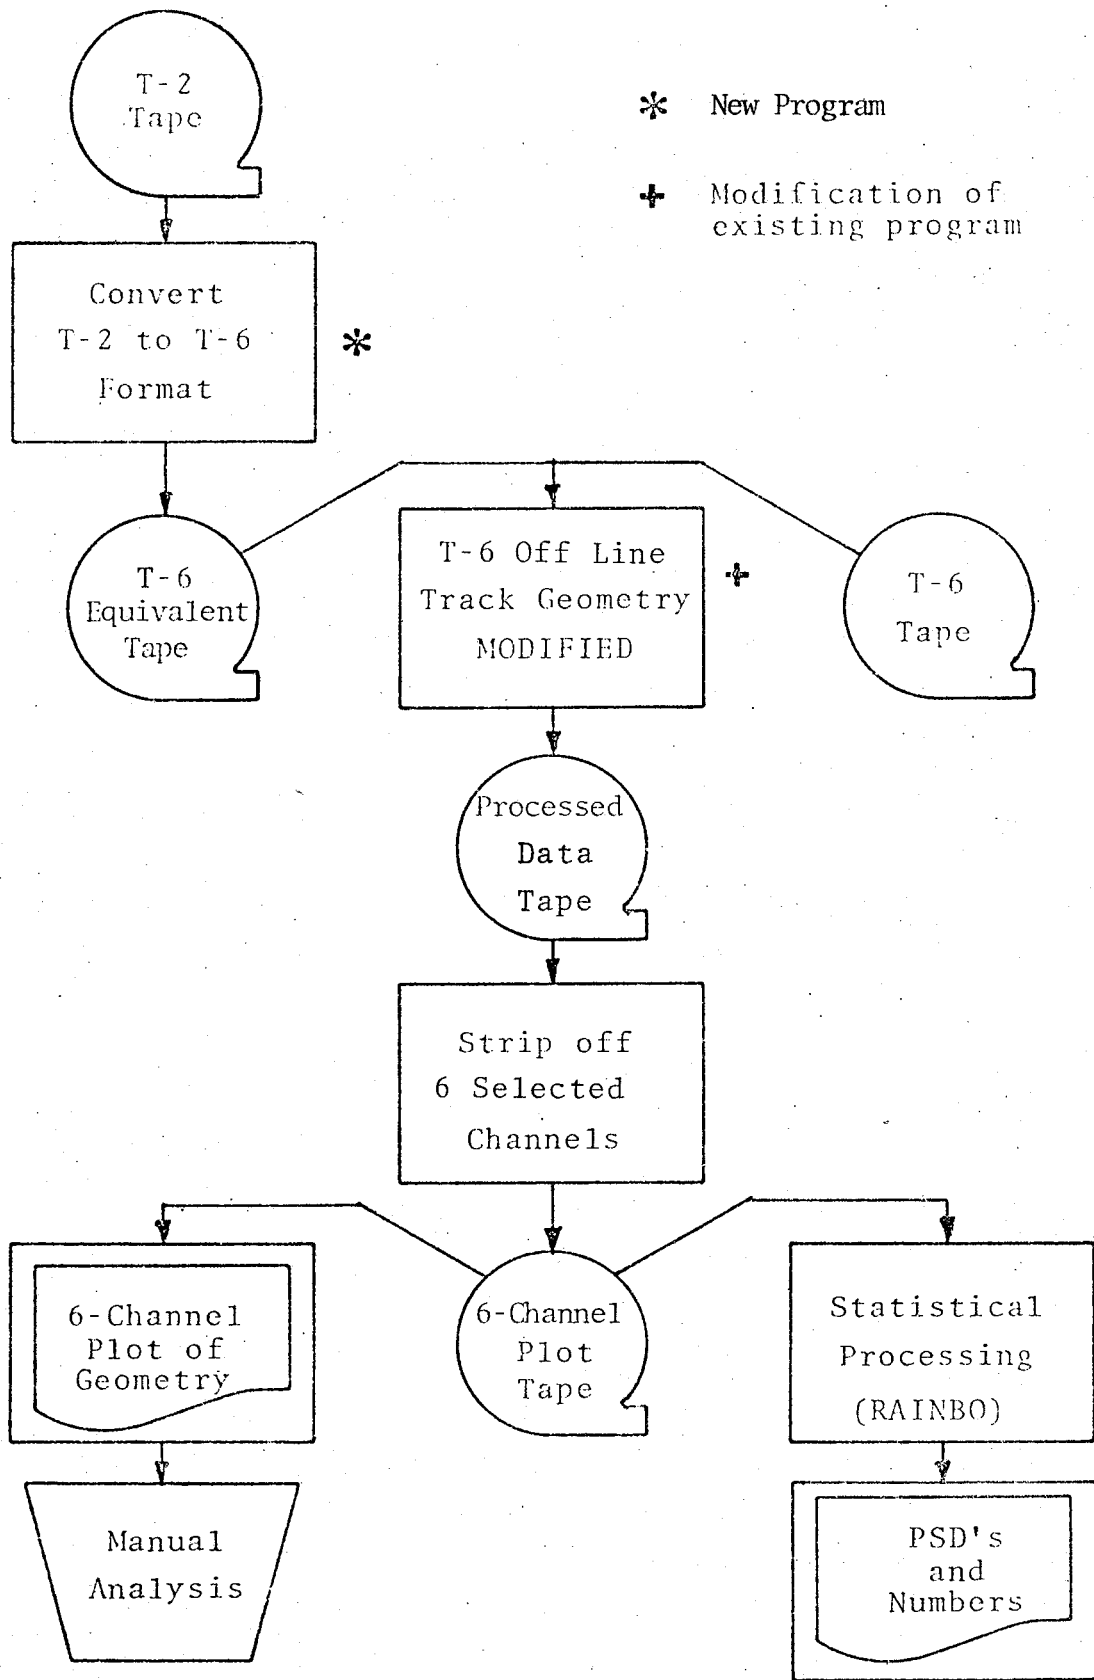 T-2
Tape
* New Program
+ Modification of
existing program
Convert
T-2 to T-6
Format
*
T-6
Equivalent
Tape
T-6 Off Line
Track Geometry
MODIFIED
+
T-6
Tape
Processed
Data
Tape
Strip off
6 Selected
Channels
6-Channel
Plot of
Geometry
6-Channel
Plot
Tape
Statistical
Processing
(RAINBO)
Manual
Analysis
PSD's
and
Numbers